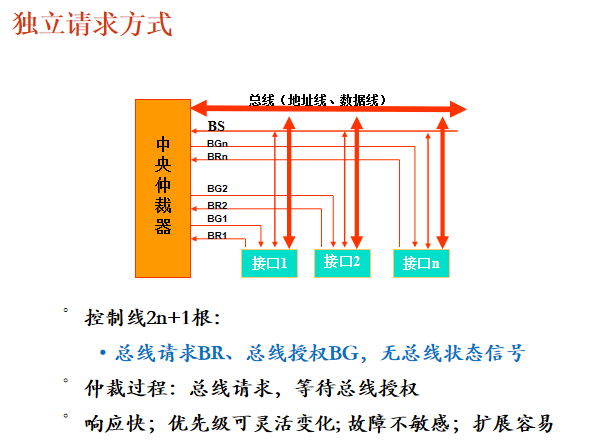 独立请求方式
总线（地址线、数据线）
BS
BGn
BRn
BG2
BR2
BG1
BR1
中央仲裁器
接口1
接口2
接口n
控制线2n+1根：
• 总线请求BR、总线授权BG，无总线状态信号
仲裁过程：总线请求，等待总线授权
响应快；优先级可灵活变化；故障不敏感；扩展容易